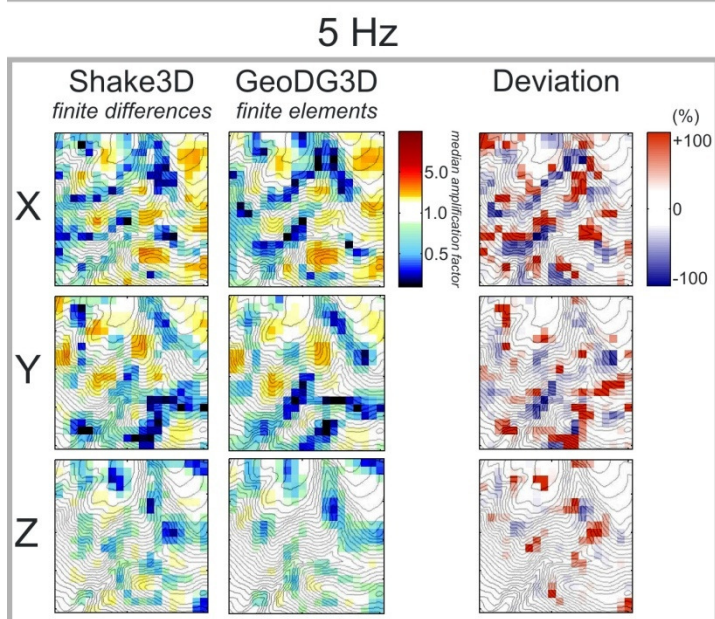 5 Hz
Shake3D GeoDG3D Deviation
finite differences finite elements
(%)
X
5.0
1.0
0.5
median amplification factor
+100
0
-100
Y
Z